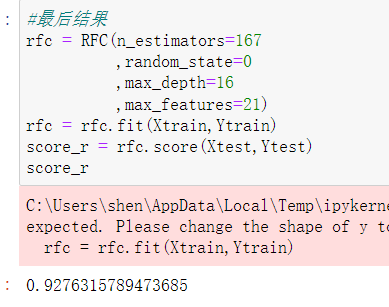 :
#最后结果
rfc = RFC(n_estimators=167
,random_state=0
,max_depth=16
,max_features=21)
rfc = rfc.fit(Xtrain,Ytrain)
score_r = rfc.score(Xtest,Ytest)
score_r
C:\Users\shen\AppData\Local\Temp\ipykerne
expected. Please change the shape of y to
rfc = rfc.fit(Xtrain,Ytrain)
: 0.9276315789473685